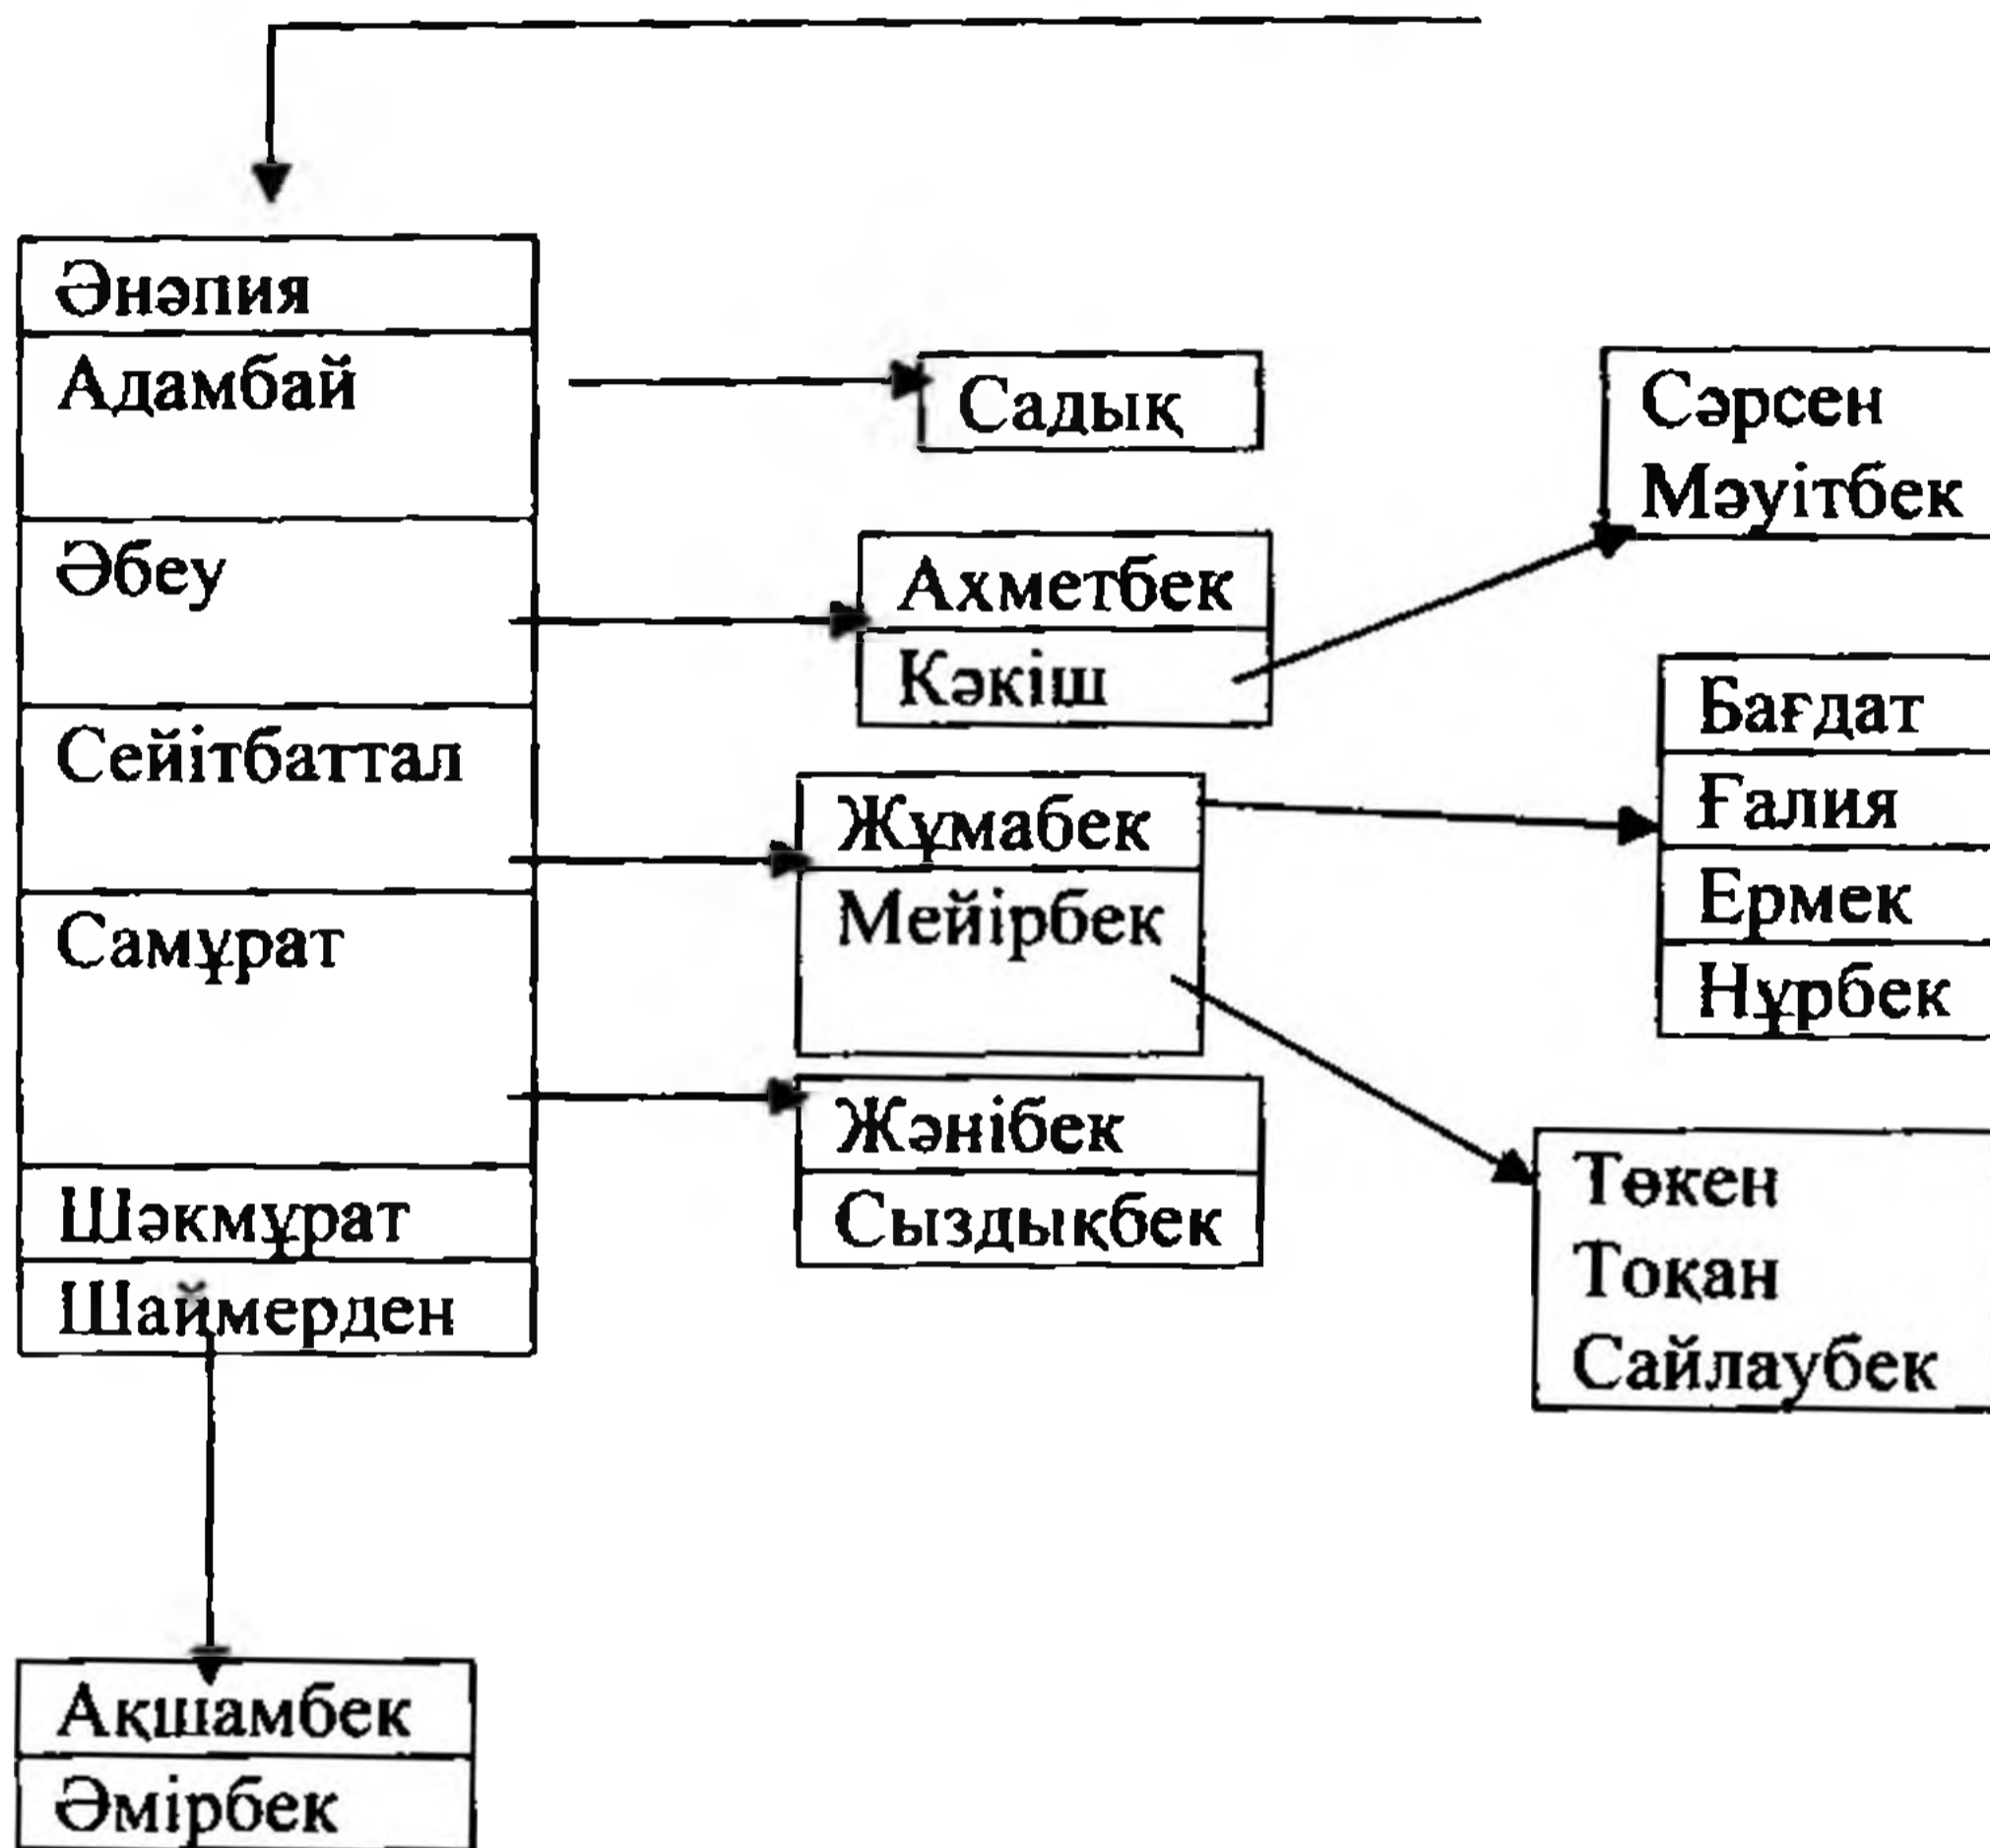 Әнәпия
Адамбай
Әбеу
Сейітбаттал
Самұрат
Шәкмұрат
Шаймерден
Садық
Ахметбек
Кәкіш
Жұмабек
Мейірбек
Жәнібек
Сыздықбек
Сәрсен
Мәуітбек
Бағдат
Ғалия
Ермек
Нұрбек
Төкен
Тоқан
Сайлаубек
Ақшамбек
Әмірбек